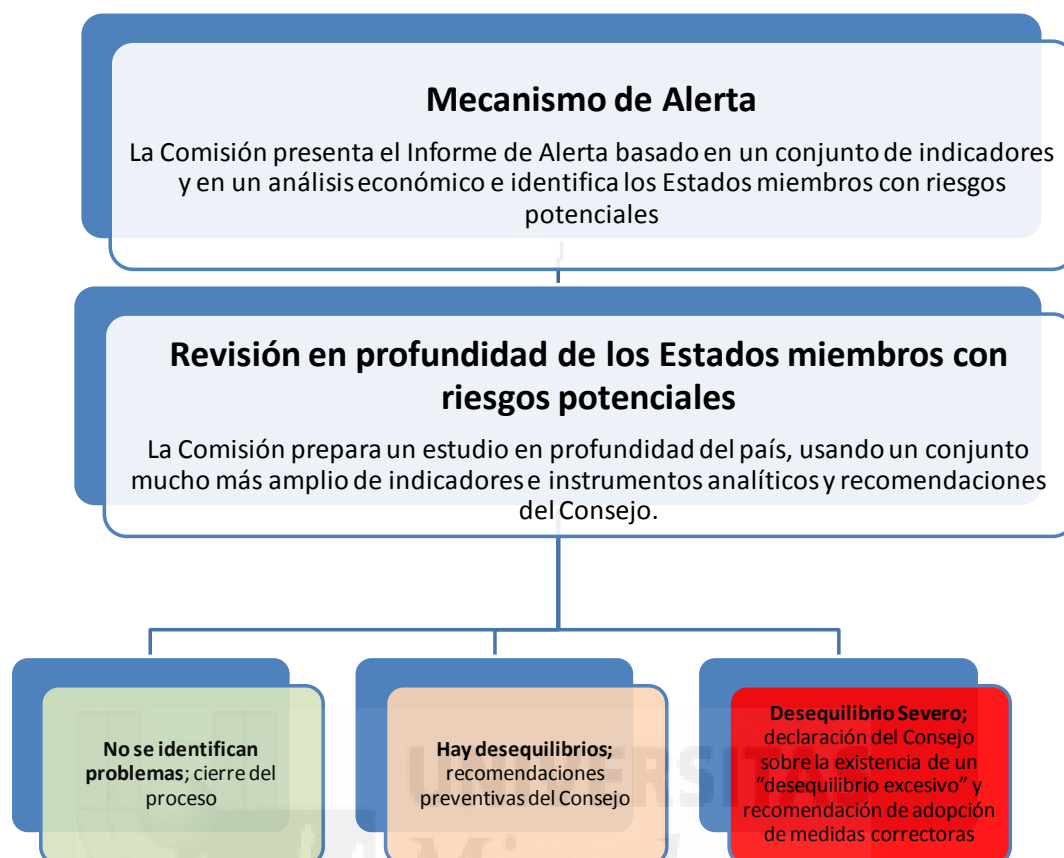 Mecanismo de Alerta
La Comisión presenta el Informe de Alerta basado en un conjunto de indicadores
y en un análisis económico e identifica los Estados miembros con riesgos
potenciales
Revisión en profundidad de los Estados miembros con
riesgos potenciales
La Comisión prepara un estudio en profundidad del país, usando un conjunto
mucho más amplio de indicadores e instrumentos analíticos y recomendaciones
del Consejo.
No se identifican
problemas; cierre del
proceso
Hay desequilibrios;
recomendaciones
preventivas del Consejo
Desequilibrio Severo;
declaración del Consejo
sobre la existencia de un
“desequilibrio excesivo” y
recomendación de adopción
de medidas correctoras
UNIVERSITAS